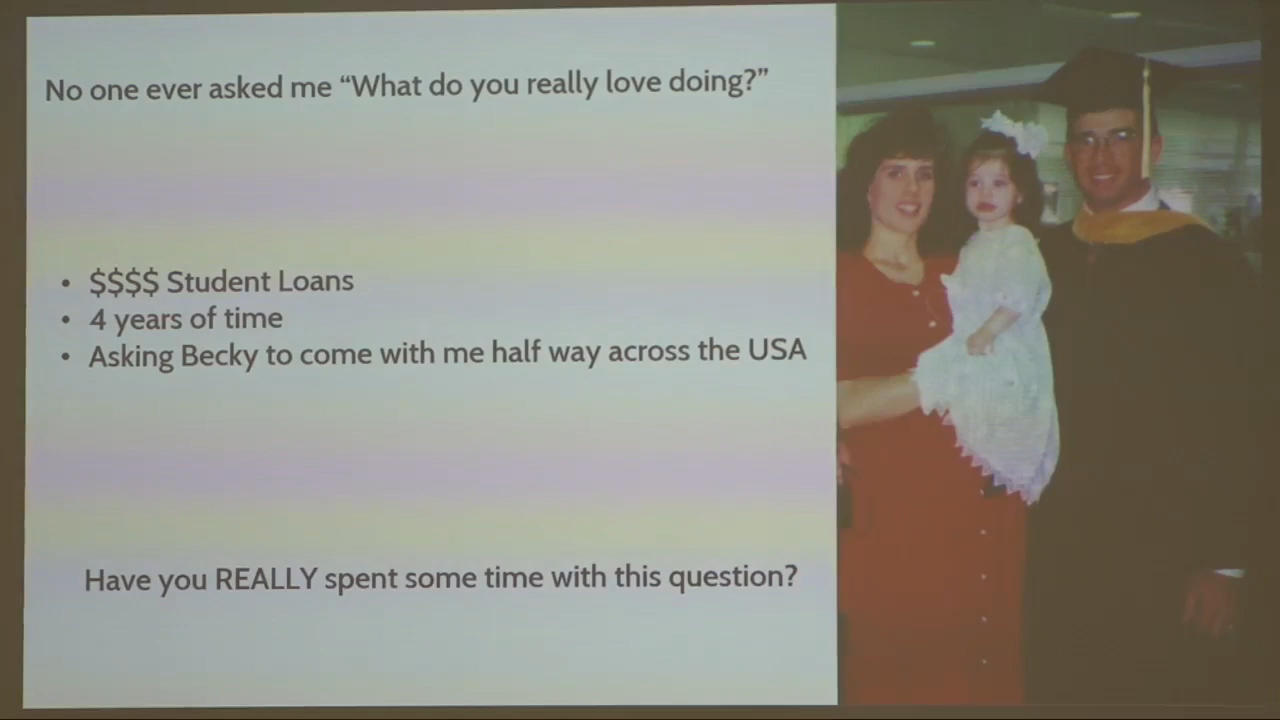 No one ever asked me “What do you really love doing?”
• $$$$ Student Loans
• 4 years of time
• Asking Becky to come with me half way across the USA
Have you REALLY spent some time with this question?